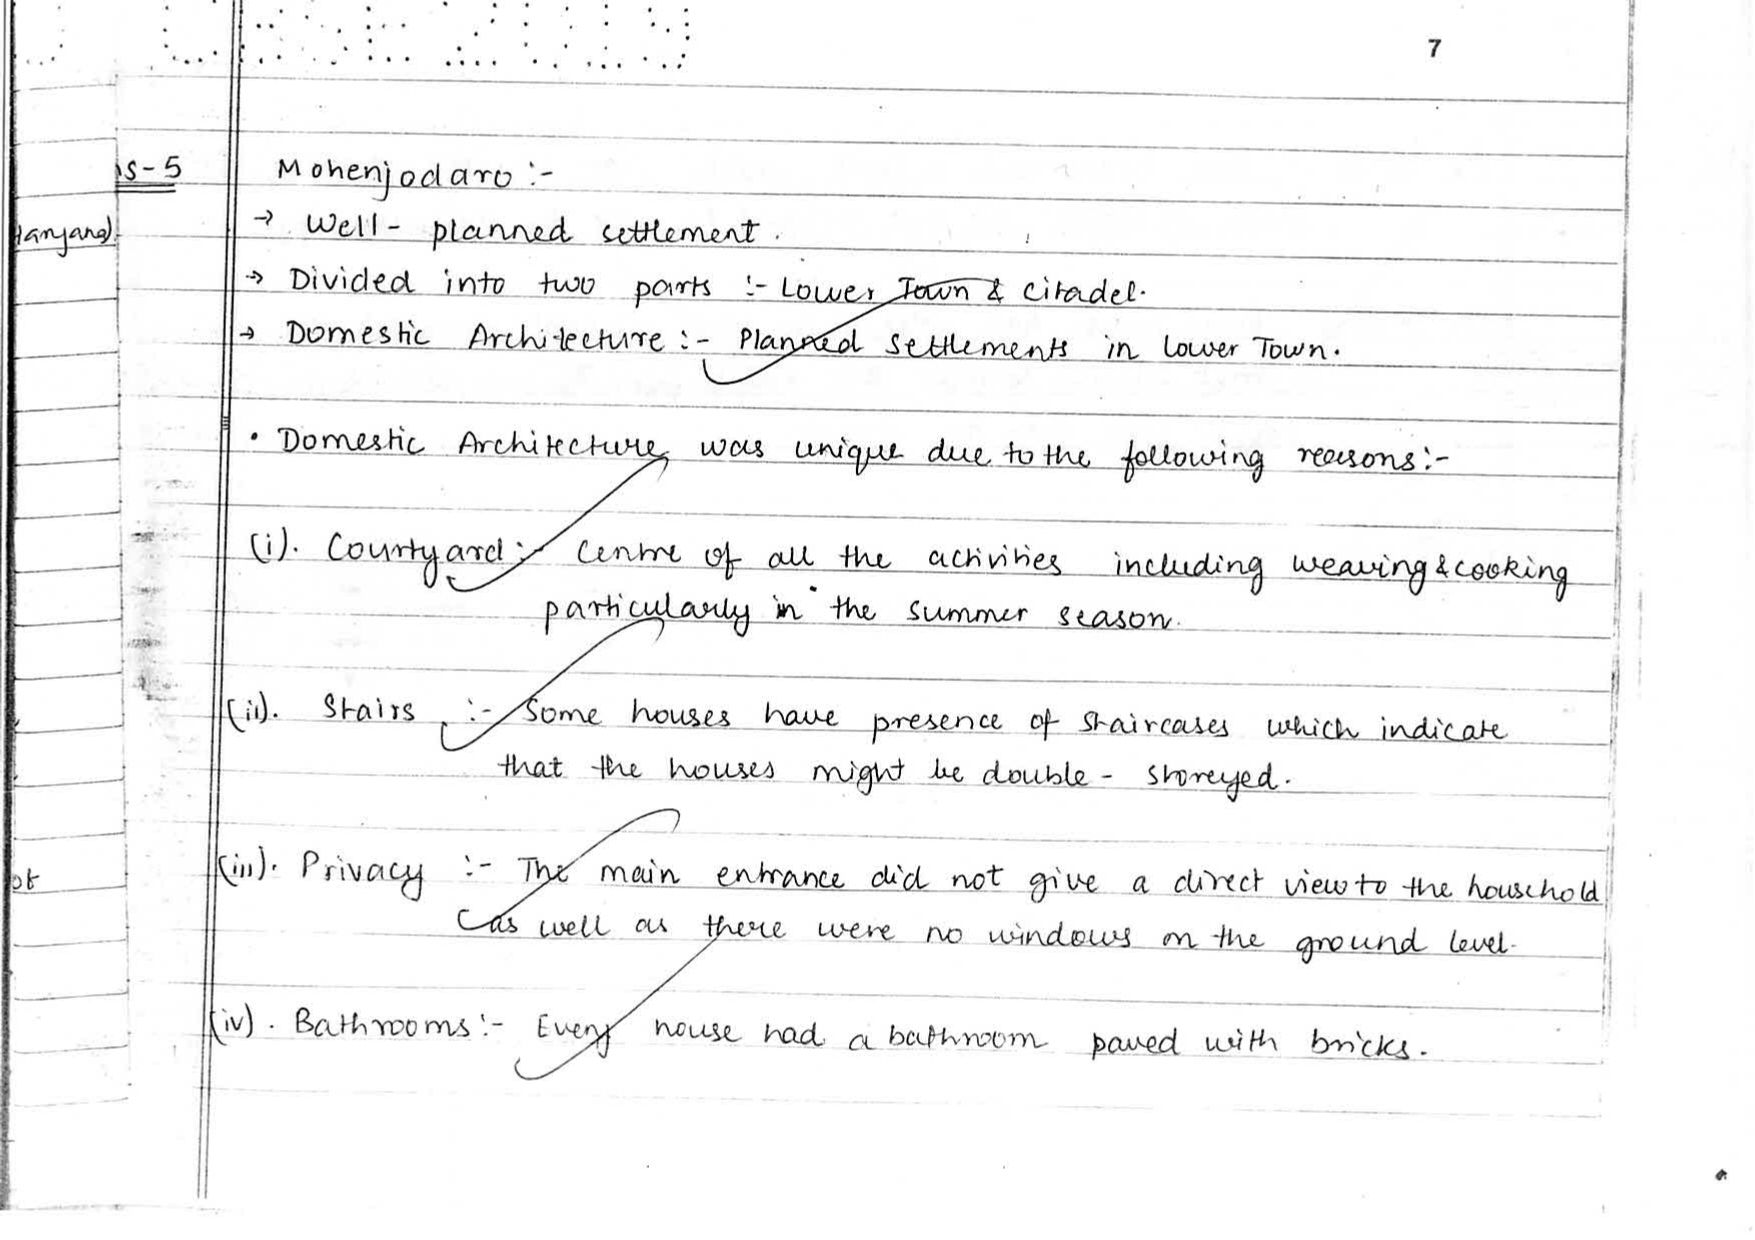 7
s-5
Mohenjodaro :-
→ Well - planned settlement.
→ Divided into two parts :- Lower Town & Citadel.
→ Domestic Architecture :- Planned Settlements in Lower Town.
• Domestic Architecture was unique due to the following reasons :-
(i). Courtyard :- Centre of all the activities including weaving & cooking
particularly in the summer season.
(ii). Stairs :- Some houses have presence of staircases which indicate
that the houses might be double - storeyed.
(iii). Privacy :- The main entrance did not give a direct view to the household
as well as there were no windows on the ground level.
(iv). Bathrooms :- Every house had a bathroom paved with bricks.